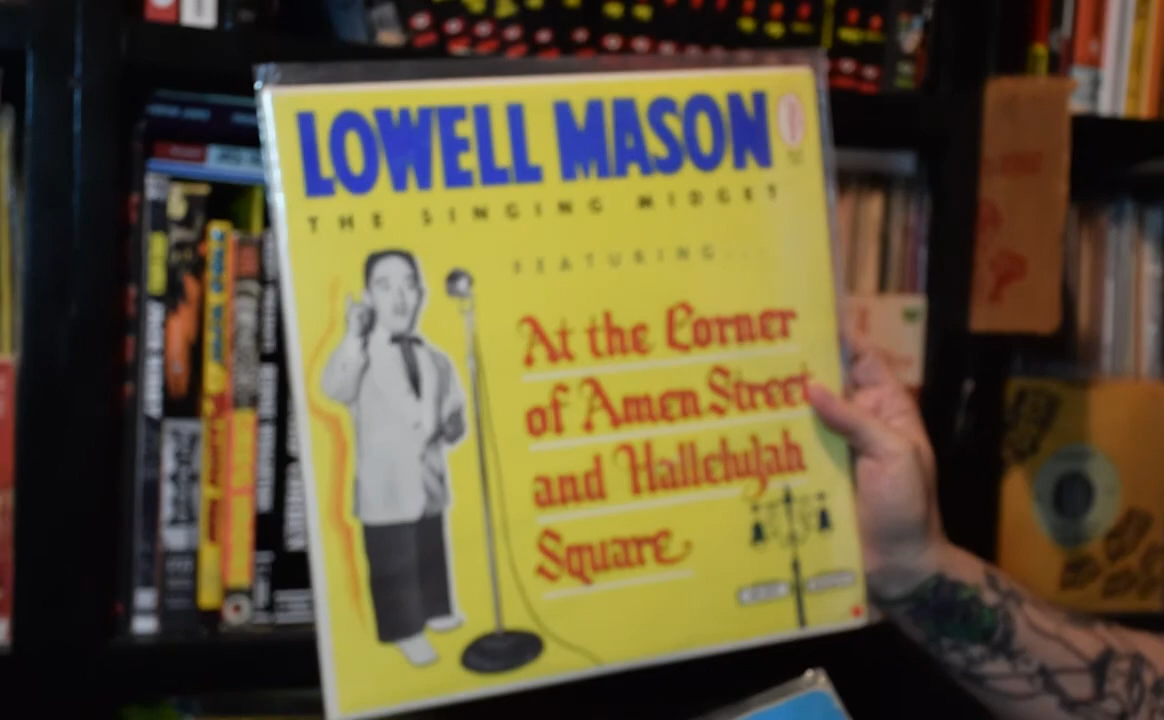 LOWELL MASON
THE SINGING MIDGET
FEATURING...
At the Corner
of Amen Street
and Hallelujah
Square